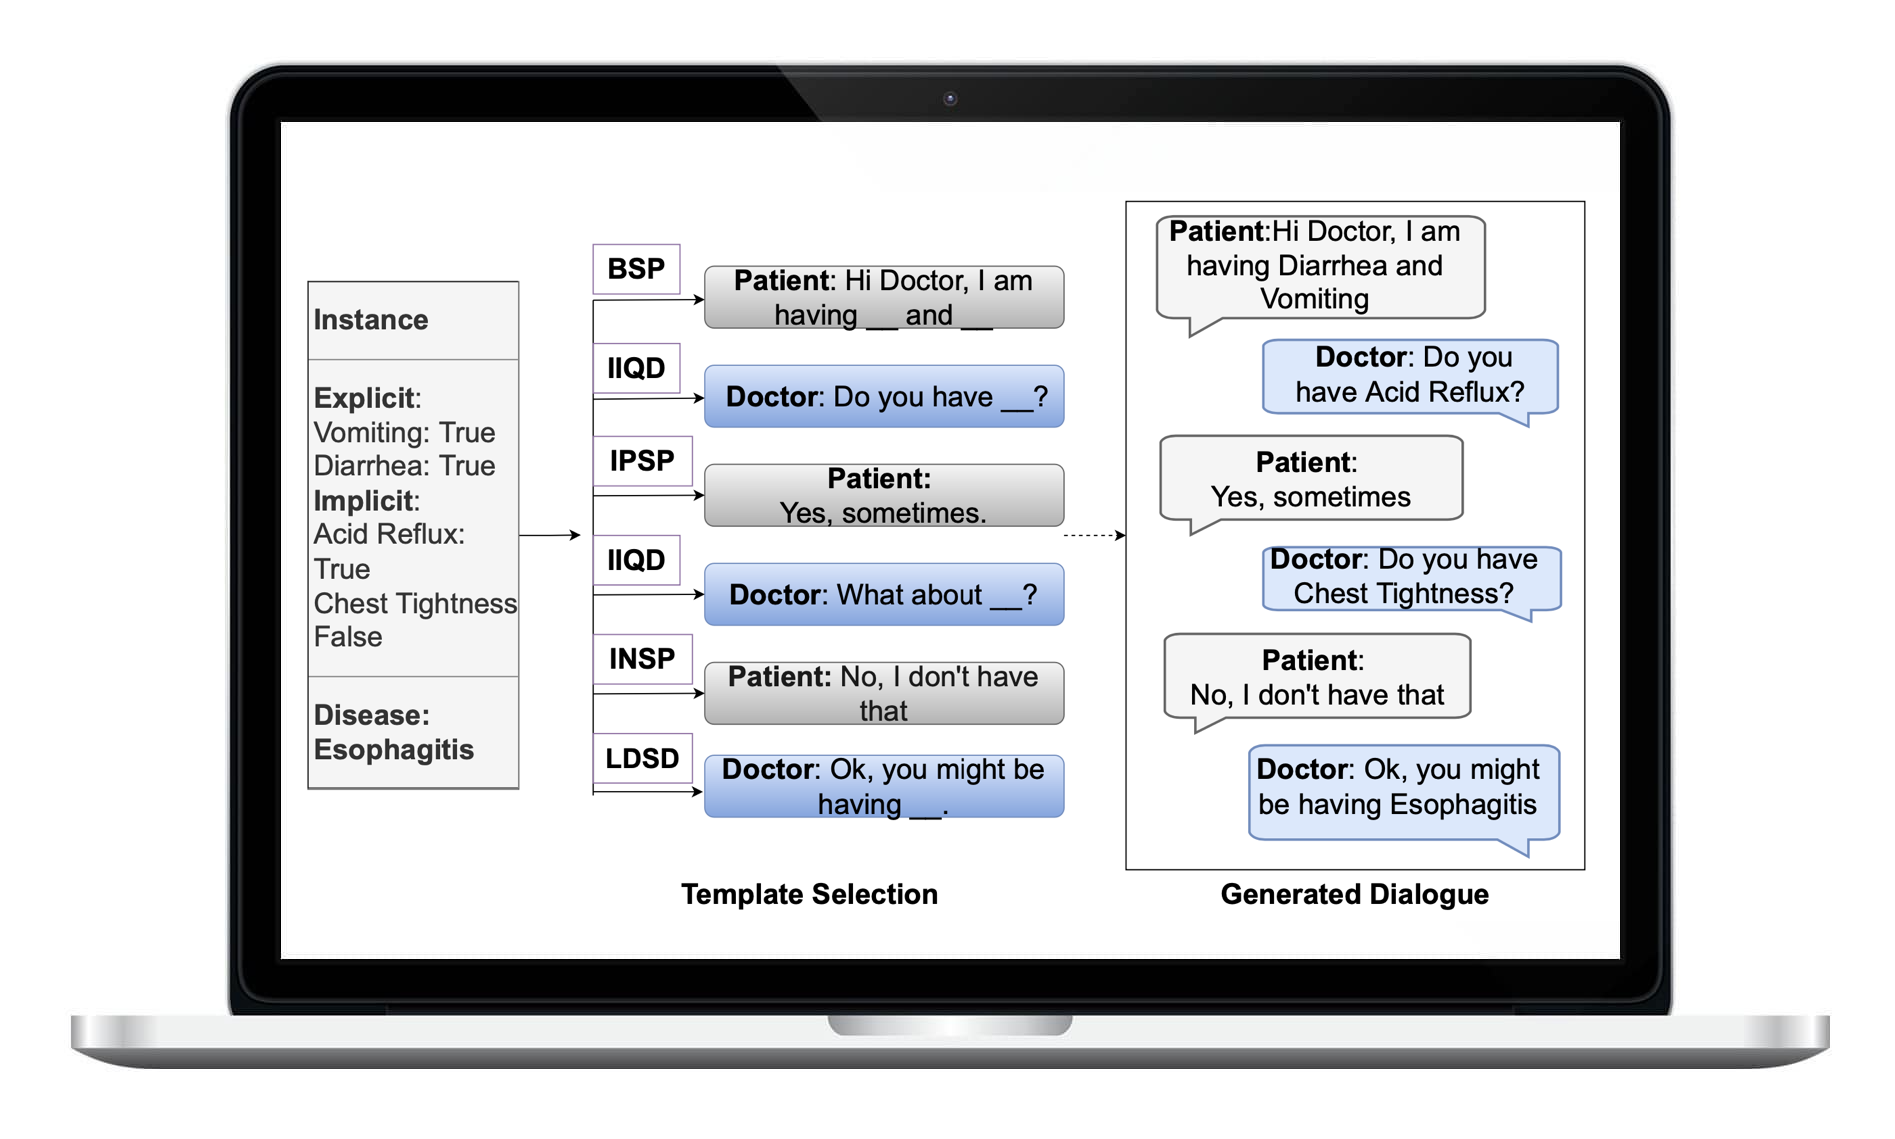 Instance
Explicit:
Vomiting: True
Diarrhea: True
Implicit:
Acid Reflux:
True
Chest Tightness
False
Disease:
Esophagitis
BSP
Patient: Hi Doctor, I am
having __ and __
IIQD
Doctor: Do you have __?
IPSP
Patient:
Yes, sometimes.
IIQD
Doctor: What about __?
INSP
Patient: No, I don't have
that
LDSD
Doctor: Ok, you might be
having __.
Template Selection
Patient:Hi Doctor, I am
having Diarrhea and
Vomiting
Doctor: Do you
have Acid Reflux?
Patient:
Yes, sometimes
Doctor: Do you have
Chest Tightness?
Patient:
No, I don't have that
Doctor: Ok, you might
be having Esophagitis
Generated Dialogue